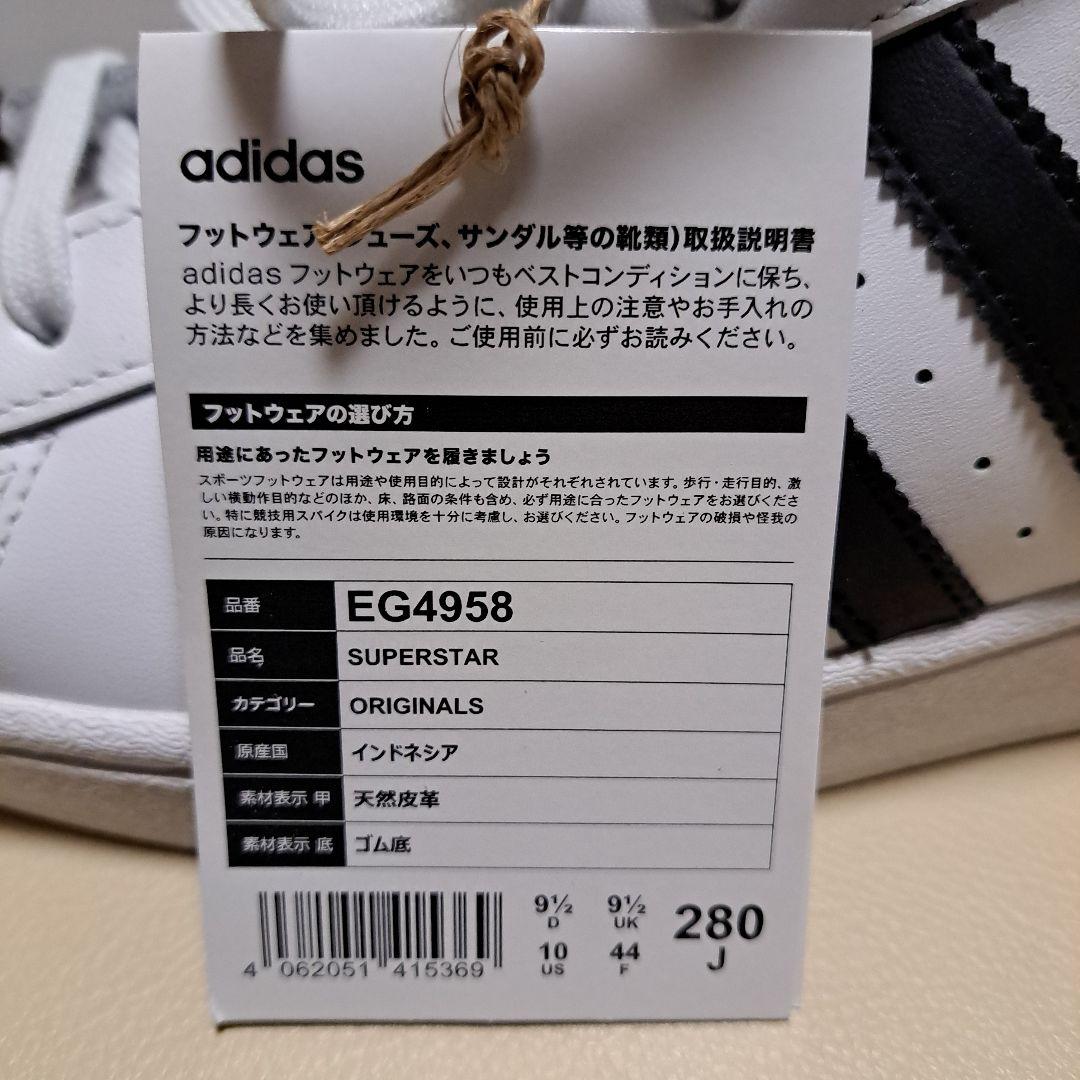 adidas
フットウェア ューズ、サンダル等の靴類)取扱説明書
adidas フットウェアをいつもベストコンディションに保ち、
より長くお使い頂けるように、使用上の注意やお手入れの
方法などを集めました。ご使用前に必ずお読みください。
フットウェアの選び方
用途にあったフットウェアを履きましょう
スポーツフットウェアは用途や使用目的によって設計がそれぞれされています。歩行・走行目的、激
しい横動作目的などのほか、床、路面の条件も含め、必ず用途に合ったフットウェアをお選びくださ
い。特に競技用スパイクは使用環境を十分に考慮し、お選びください。フットウェアの破損や怪我の
原因になります。
品番 EG4958
品名 SUPERSTAR
カテゴリー ORIGINALS
原産国 インドネシア
素材表示 甲 天然皮革
素材表示 底 ゴム底
9½ 9½ 280
D UK J
10 44
US F
4 062051 415369